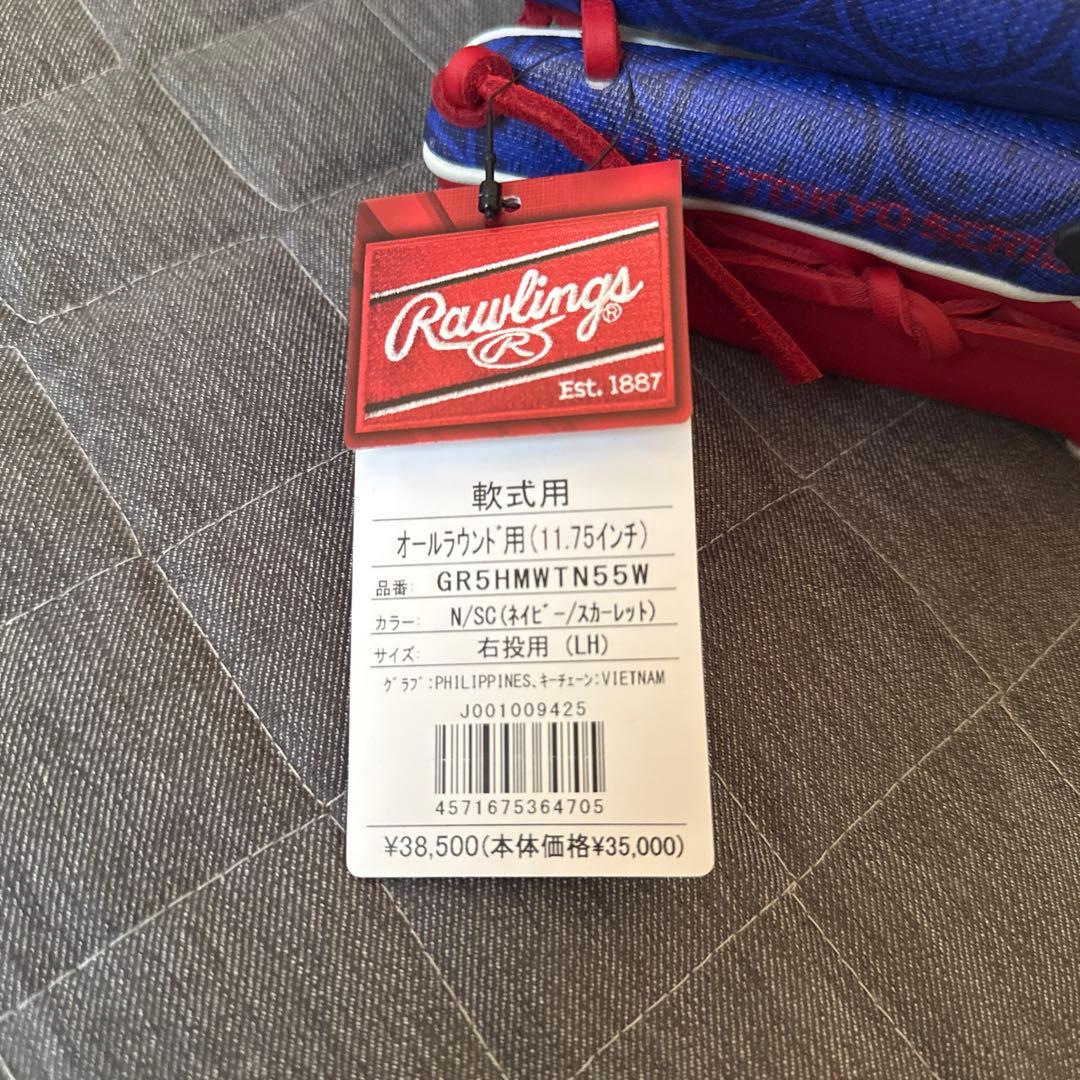 TOKYO SERIE
Rawlings®
R
Est. 1887
軟式用
オールラウンド用(11.75インチ)
品番: GR5HMWTN55W
カラー: N/SC(ネイビー/スカーレット)
サイズ: 右投用 (LH)
グラブ:PHILIPPINES、キーチェーン:VIETNAM
J001009425
4571675364705
¥38,500(本体価格¥35,000)